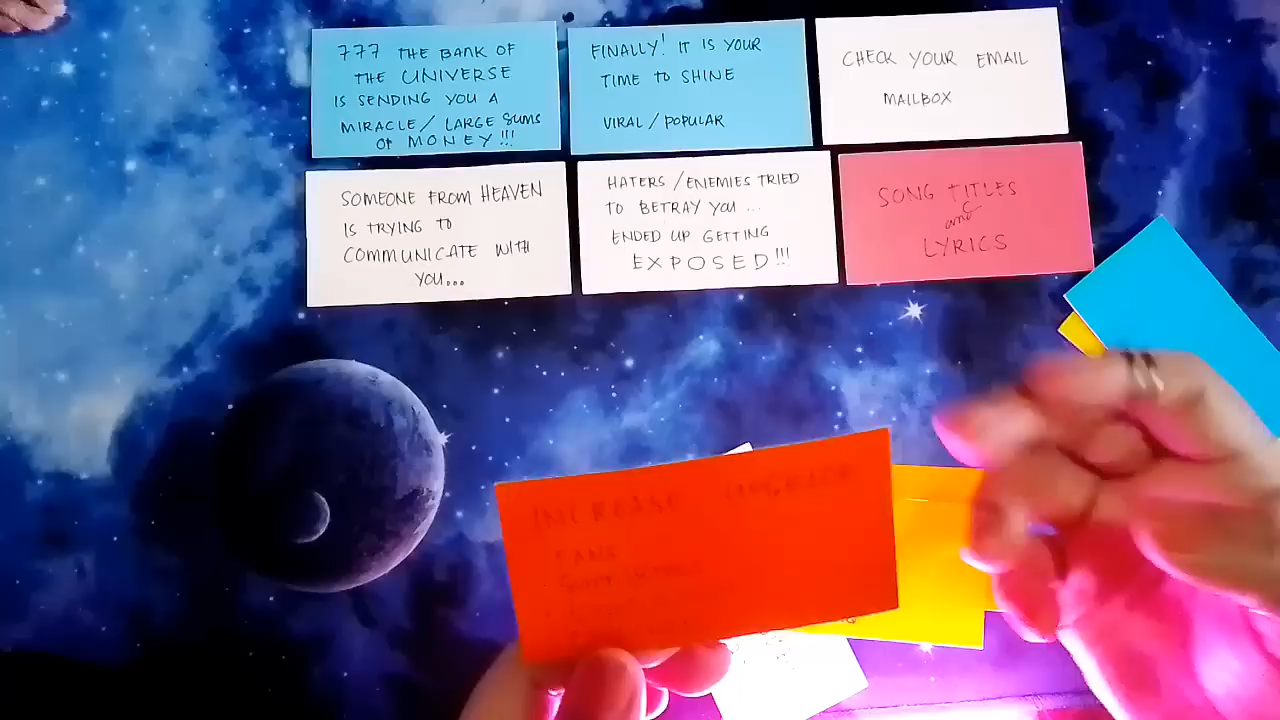 777 THE BANK OF
THE UNIVERSE
IS SENDING YOU A
MIRACLE/ LARGE SUMS
OF MONEY!!!
FINALLY! IT IS YOUR
TIME TO SHINE
VIRAL / POPULAR
CHECK YOUR EMAIL
MAILBOX
SOMEONE FROM HEAVEN
IS TRYING TO
COMMUNICATE WITH
YOU...
HATERS /ENEMIES TRIED
TO BETRAY YOU ...
ENDED UP GETTING
EXPOSED!!!
SONG TITLES
and
LYRICS
INCREASE UPGRADE
FANS